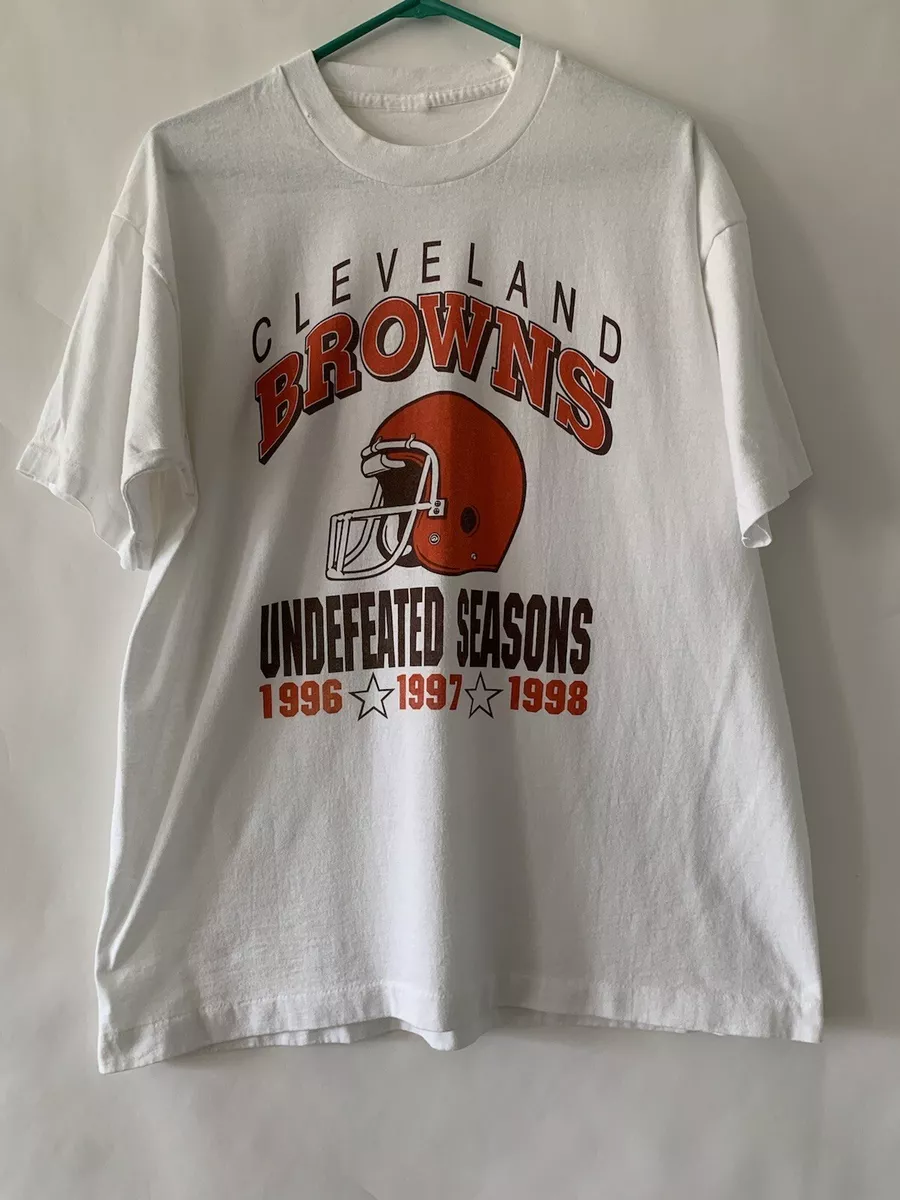 CLEVELAND
BROWNS
UNDEFEATED SEASONS
1996 ☆ 1997 ☆ 1998